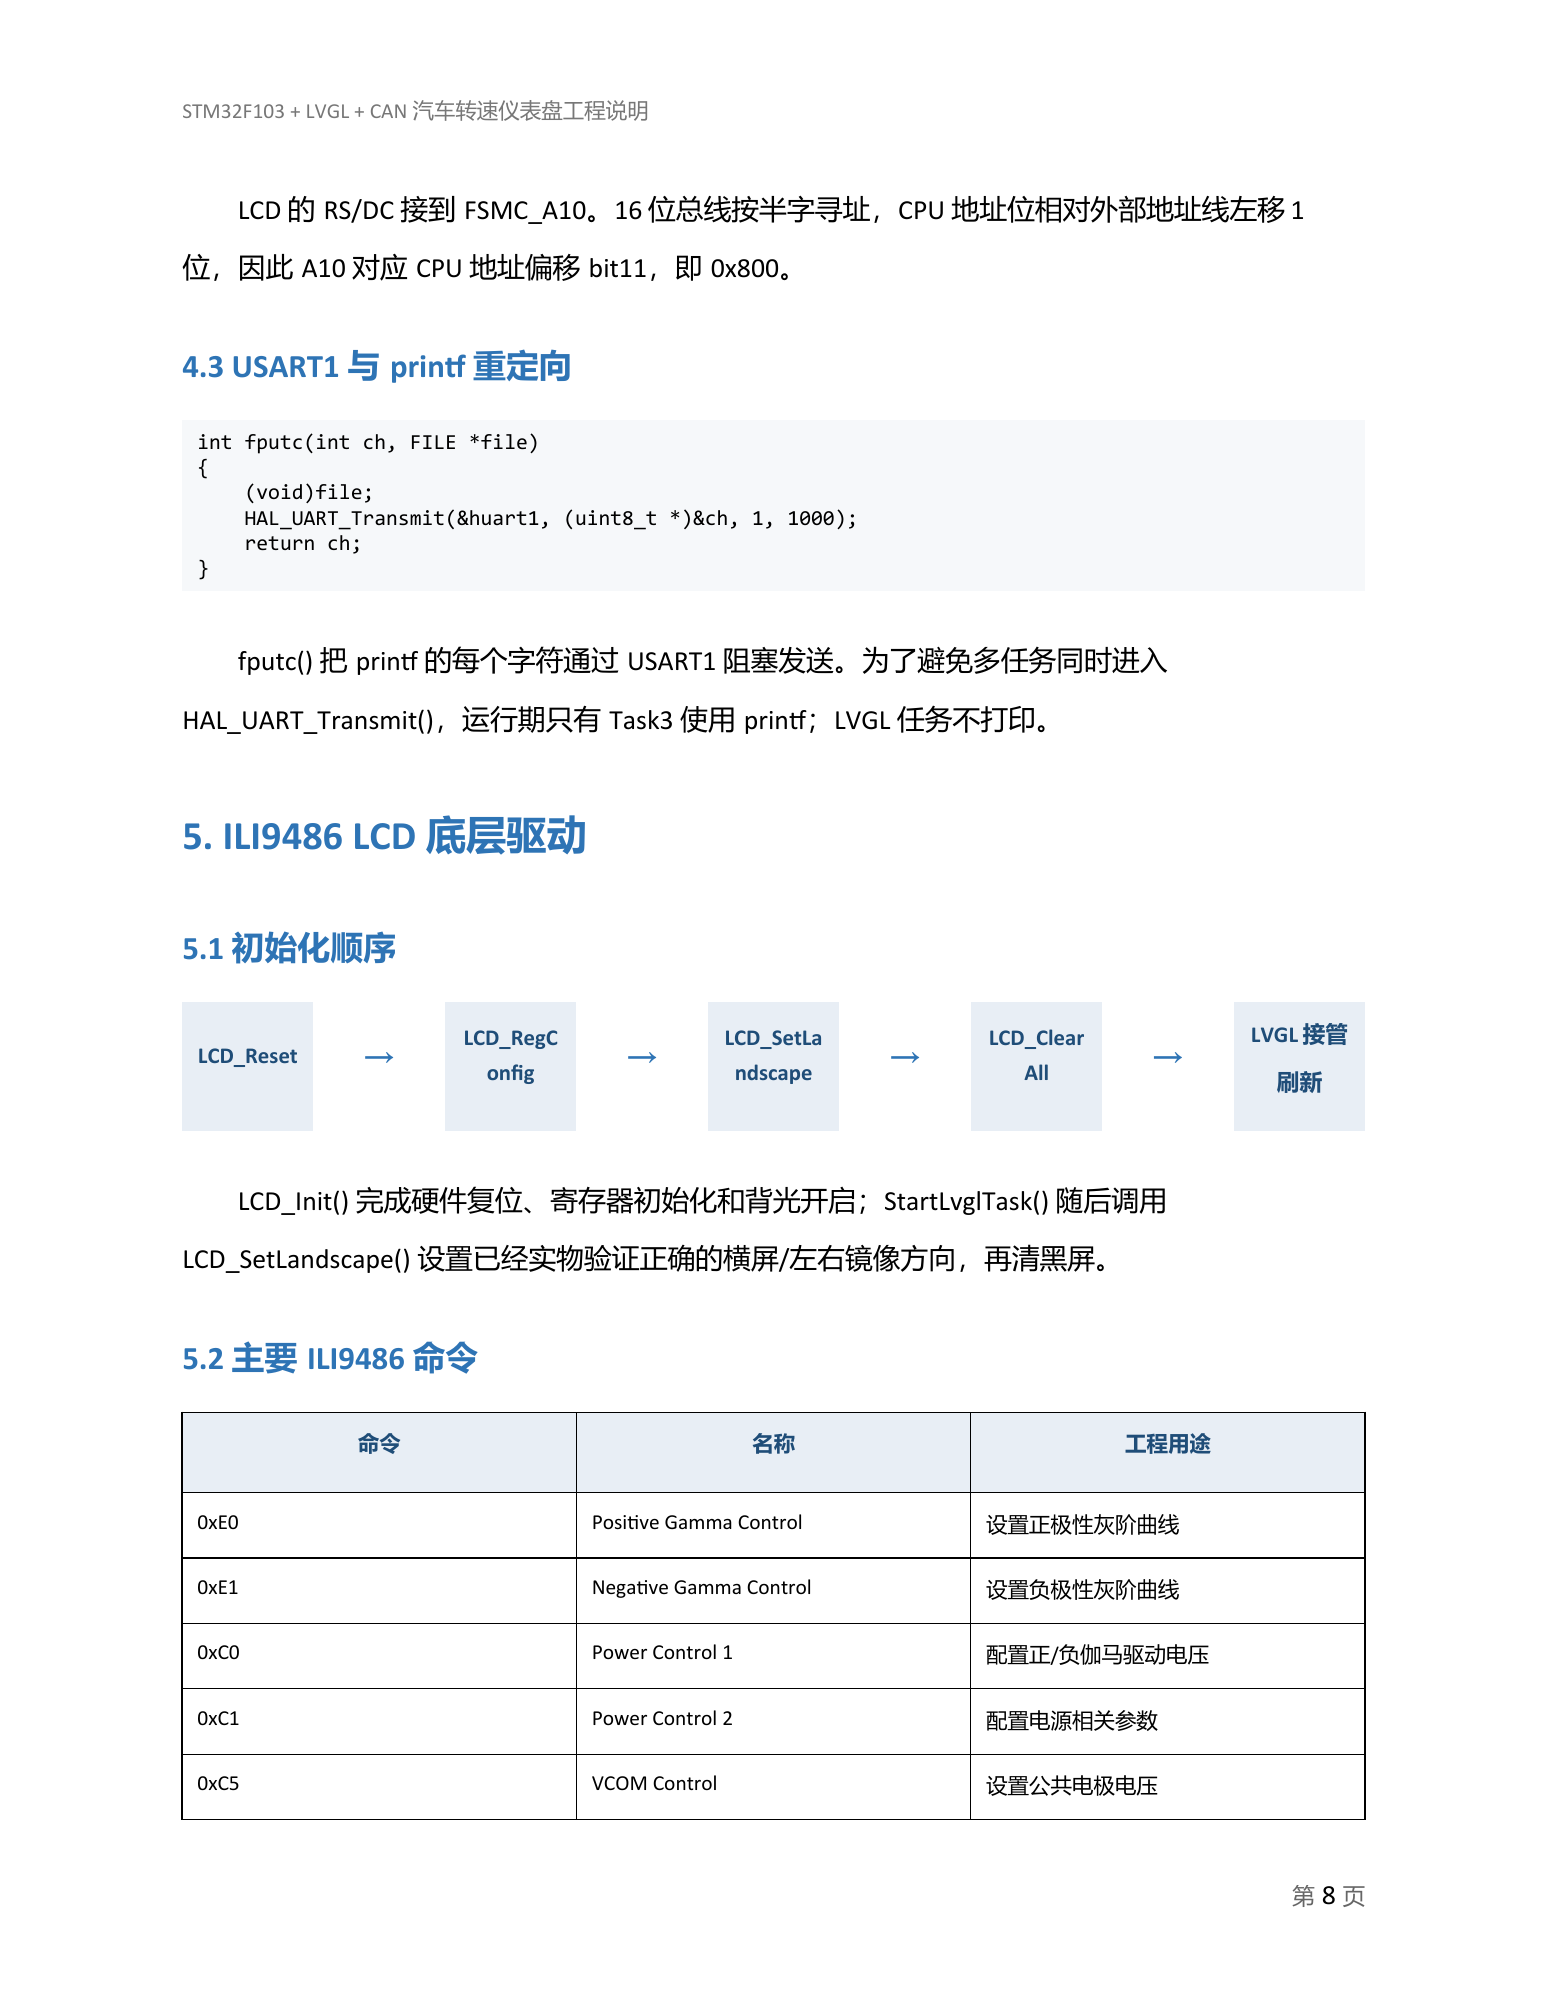 STM32F103 + LVGL + CAN 汽车转速仪表盘工程说明
LCD 的 RS/DC 接到 FSMC_A10。16 位总线按半字寻址，CPU 地址位相对外部地址线左移 1
位，因此 A10 对应 CPU 地址偏移 bit11，即 0x800。
4.3 USART1 与 printf 重定向
int fputc(int ch, FILE *file)
{
    (void)file;
    HAL_UART_Transmit(&huart1, (uint8_t *)&ch, 1, 1000);
    return ch;
}
fputc() 把 printf 的每个字符通过 USART1 阻塞发送。为了避免多任务同时进入
HAL_UART_Transmit()，运行期只有 Task3 使用 printf；LVGL 任务不打印。
5. ILI9486 LCD 底层驱动
5.1 初始化顺序
LCD_Reset
→
LCD_RegC
onfig
→
LCD_SetLa
ndscape
→
LCD_Clear
All
→
LVGL 接管
刷新
LCD_Init() 完成硬件复位、寄存器初始化和背光开启；StartLvglTask() 随后调用
LCD_SetLandscape() 设置已经实物验证正确的横屏/左右镜像方向，再清黑屏。
5.2 主要 ILI9486 命令
命令 名称 工程用途
0xE0 Positive Gamma Control 设置正极性灰阶曲线
0xE1 Negative Gamma Control 设置负极性灰阶曲线
0xC0 Power Control 1 配置正/负伽马驱动电压
0xC1 Power Control 2 配置电源相关参数
0xC5 VCOM Control 设置公共电极电压
第 8 页